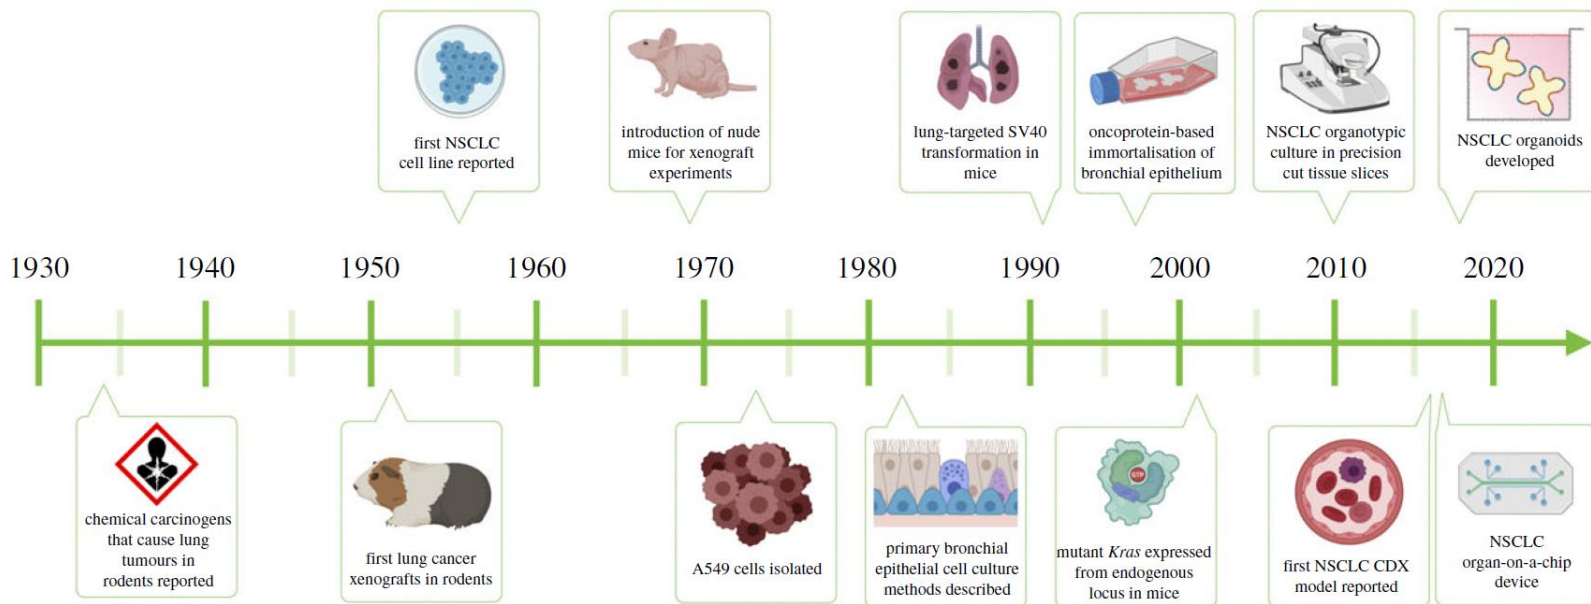 first NSCLC
cell line reported
introduction of nude
mice for xenograft
experiments
lung-targeted SV40
transformation in
mice
oncoprotein-based
immortalisation of
bronchial epithelium
NSCLC organotypic
culture in precision
cut tissue slices
NSCLC organoids
developed
1930
1940
1950
1960
1970
1980
1990
2000
2010
2020
chemical carcinogens
that cause lung
tumours in
rodents reported
first lung cancer
xenografts in rodents
A549 cells isolated
primary bronchial
epithelial cell culture
methods described
GTP
mutant Kras expressed
from endogenous
locus in mice
first NSCLC CDX
model reported
NSCLC
organ-on-a-chip
device